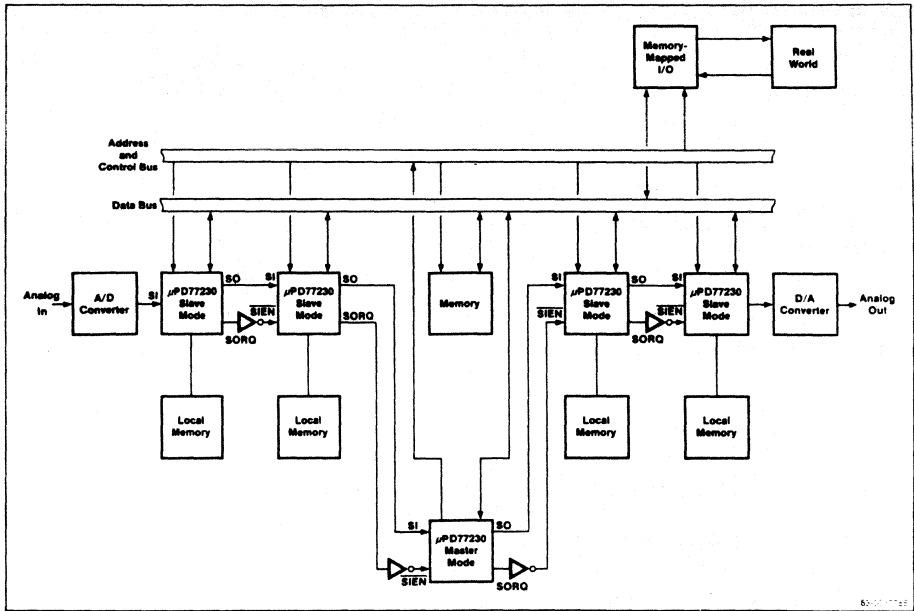 Memory-
Mapped
I/O
Real
World
Address
and
Control Bus
Data Bus
Analog
In
A/D
Converter
SI
µPD77230
Slave
Mode
SO
SORQ
SI
SIEN
µPD77230
Slave
Mode
SO
SORQ
Memory
SI
SIEN
µPD77230
Slave
Mode
SO
SORQ
SI
SIEN
µPD77230
Slave
Mode
D/A
Converter
Analog
Out
Local
Memory
Local
Memory
Local
Memory
Local
Memory
SI
SIEN
µPD77230
Master
Mode
SO
SORQ